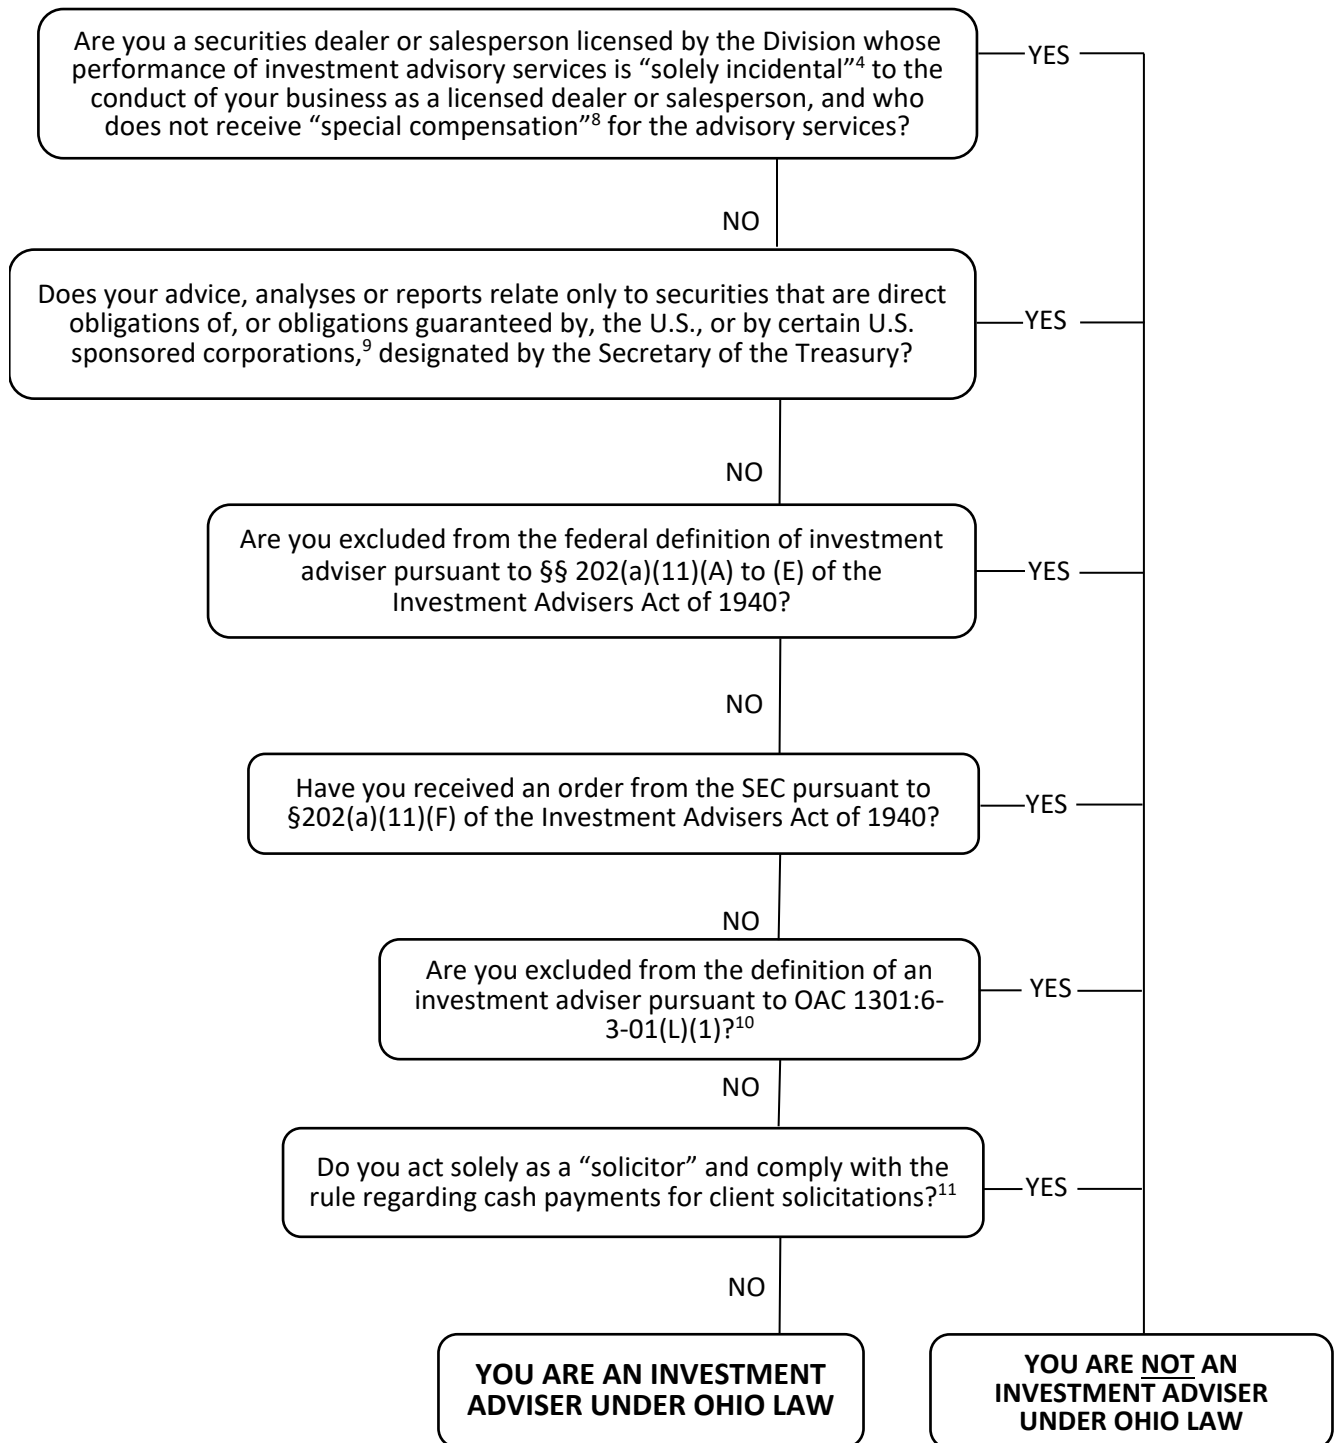 Are you a securities dealer or salesperson licensed by the Division whose
performance of investment advisory services is “solely incidental”4 to the
conduct of your business as a licensed dealer or salesperson, and who
does not receive “special compensation”8 for the advisory services?
YES
NO
Does your advice, analyses or reports relate only to securities that are direct
obligations of, or obligations guaranteed by, the U.S., or by certain U.S.
sponsored corporations,9 designated by the Secretary of the Treasury?
YES
NO
Are you excluded from the federal definition of investment
adviser pursuant to §§ 202(a)(11)(A) to (E) of the
Investment Advisers Act of 1940?
YES
NO
Have you received an order from the SEC pursuant to
§202(a)(11)(F) of the Investment Advisers Act of 1940?
YES
NO
Are you excluded from the definition of an
investment adviser pursuant to OAC 1301:6-
3-01(L)(1)?10
YES
NO
Do you act solely as a “solicitor” and comply with the
rule regarding cash payments for client solicitations?11
YES
NO
YOU ARE AN INVESTMENT
ADVISER UNDER OHIO LAW
YOU ARE NOT AN
INVESTMENT ADVISER
UNDER OHIO LAW